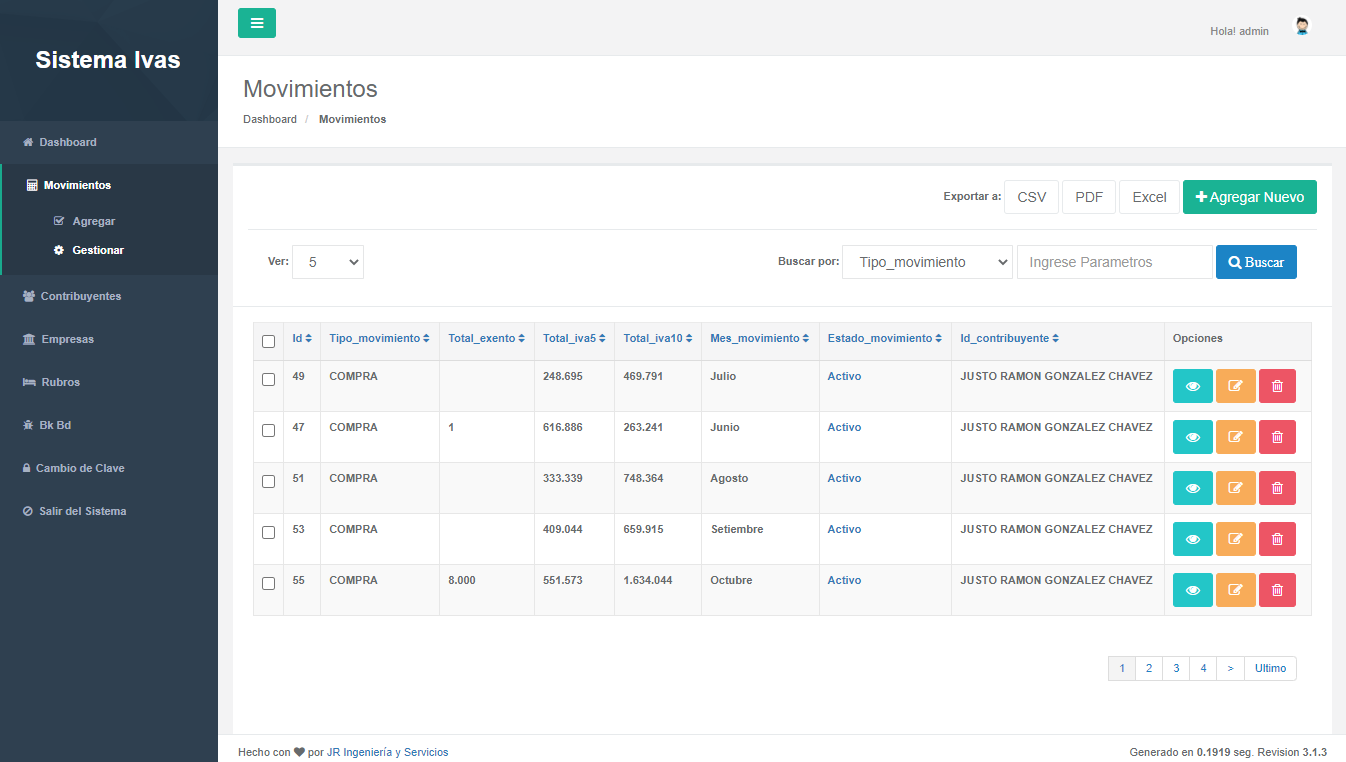 Sistema Ivas
Dashboard
Movimientos
Agregar
Gestionar
Contribuyentes
Empresas
Rubros
Bk Bd
Cambio de Clave
Salir del Sistema
Hola! admin
Movimientos
Dashboard / Movimientos
Exportar a: CSV PDF Excel Agregar Nuevo
Ver: 5 Buscar por: Tipo_movimiento Ingrese Parametros Buscar
Id Tipo_movimiento Total_exento Total_iva5 Total_iva10 Mes_movimiento Estado_movimiento Id_contribuyente Opciones
49 COMPRA 248.695 469.791 Julio Activo JUSTO RAMON GONZALEZ CHAVEZ
47 COMPRA 1 616.886 263.241 Junio Activo JUSTO RAMON GONZALEZ CHAVEZ
51 COMPRA 333.339 748.364 Agosto Activo JUSTO RAMON GONZALEZ CHAVEZ
53 COMPRA 409.044 659.915 Setiembre Activo JUSTO RAMON GONZALEZ CHAVEZ
55 COMPRA 8.000 551.573 1.634.044 Octubre Activo JUSTO RAMON GONZALEZ CHAVEZ
1 2 3 4 > Ultimo
Hecho con ❤ por JR Ingeniería y Servicios Generado en 0.1919 seg. Revision 3.1.3